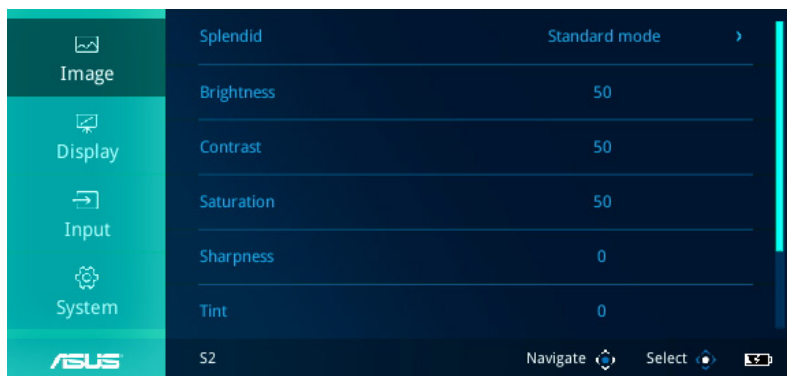 Image
Display
Input
System
Splendid Standard mode
Brightness 50
Contrast 50
Saturation 50
Sharpness 0
Tint 0
ASUS S2 Navigate Select